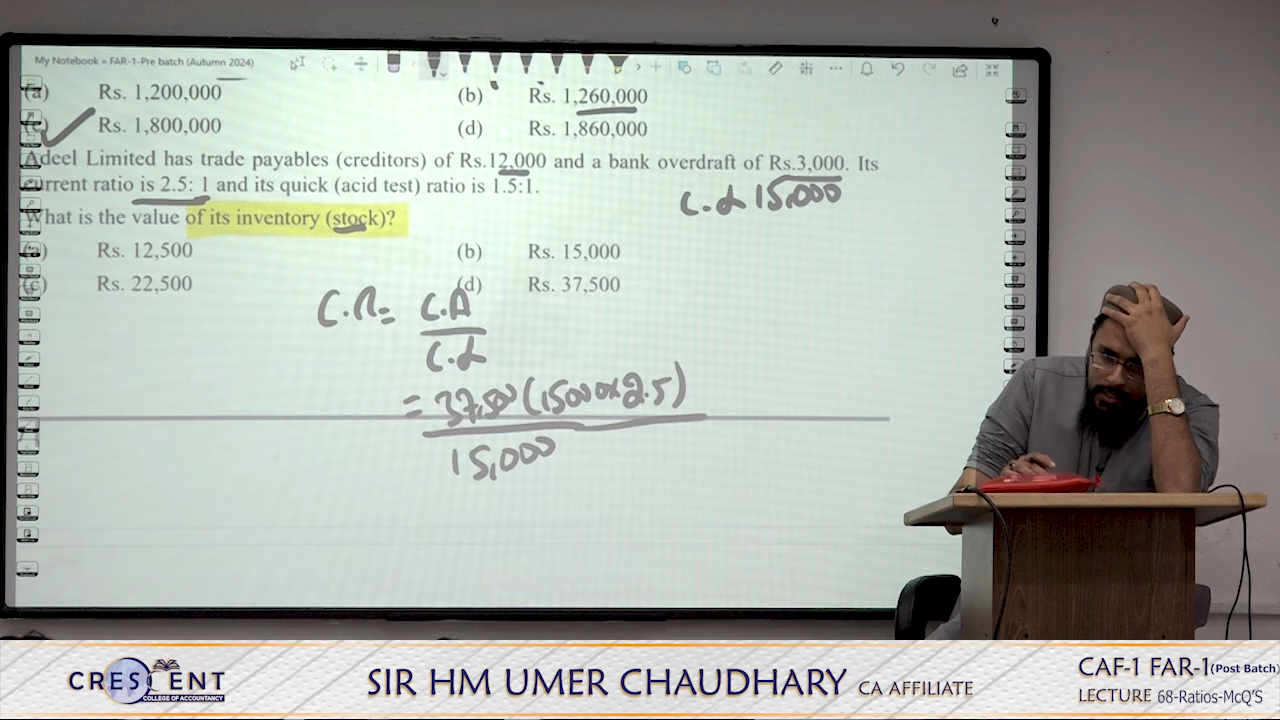 My Notebook » FAR-1-Pre batch (Autumn 2024)
(a) Rs. 1,200,000 (b) Rs. 1,260,000
(c) Rs. 1,800,000 (d) Rs. 1,860,000
Adeel Limited has trade payables (creditors) of Rs.12,000 and a bank overdraft of Rs.3,000. Its
current ratio is 2.5: 1 and its quick (acid test) ratio is 1.5:1.
C.L 15,000
What is the value of its inventory (stock)?
(a) Rs. 12,500 (b) Rs. 15,000
(c) Rs. 22,500 (d) Rs. 37,500
C.R = C.A
C.L
= 37,500 (15000x2.5)
15,000
CRESCENT
COLLEGE OF ACCOUNTANCY
SIR HM UMER CHAUDHARY CA AFFILIATE
CAF-1 FAR-1 (Post Batch)
LECTURE 68-Ratios-McQ'S